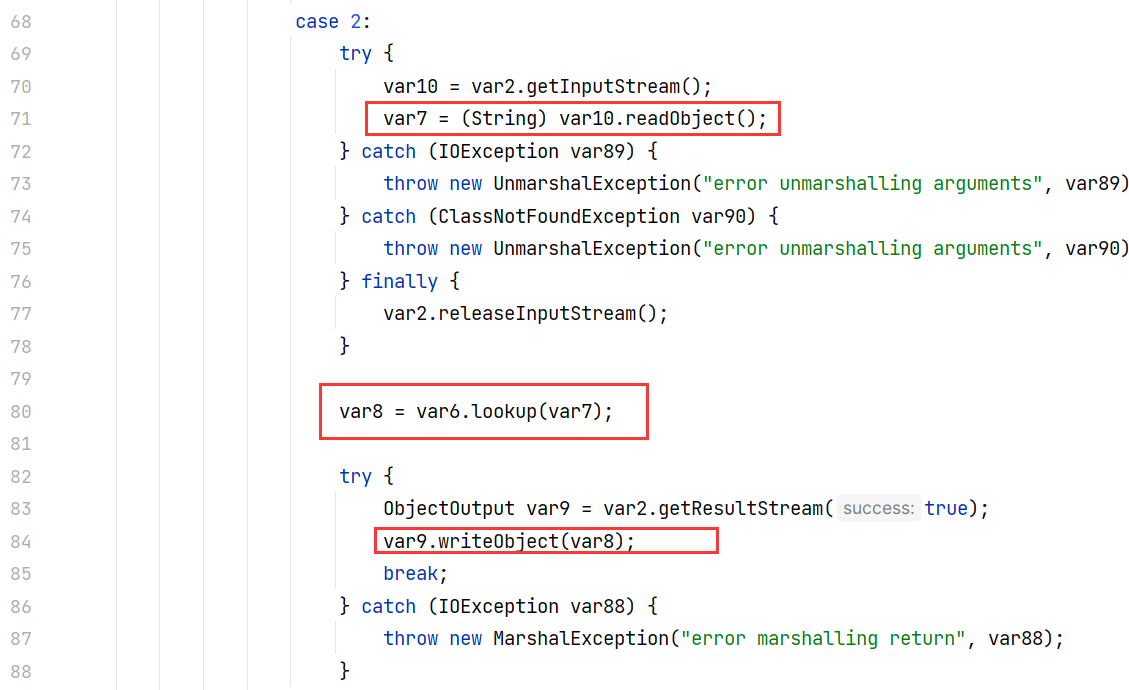 68 case 2:
69 try {
70 var10 = var2.getInputStream();
71 var7 = (String) var10.readObject();
72 } catch (IOException var89) {
73 throw new UnmarshalException("error unmarshalling arguments", var89)
74 } catch (ClassNotFoundException var90) {
75 throw new UnmarshalException("error unmarshalling arguments", var90)
76 } finally {
77 var2.releaseInputStream();
78 }
79
80 var8 = var6.lookup(var7);
81
82 try {
83 ObjectOutput var9 = var2.getResultStream( success: true);
84 var9.writeObject(var8);
85 break;
86 } catch (IOException var88) {
87 throw new MarshalException("error marshalling return", var88);
88 }